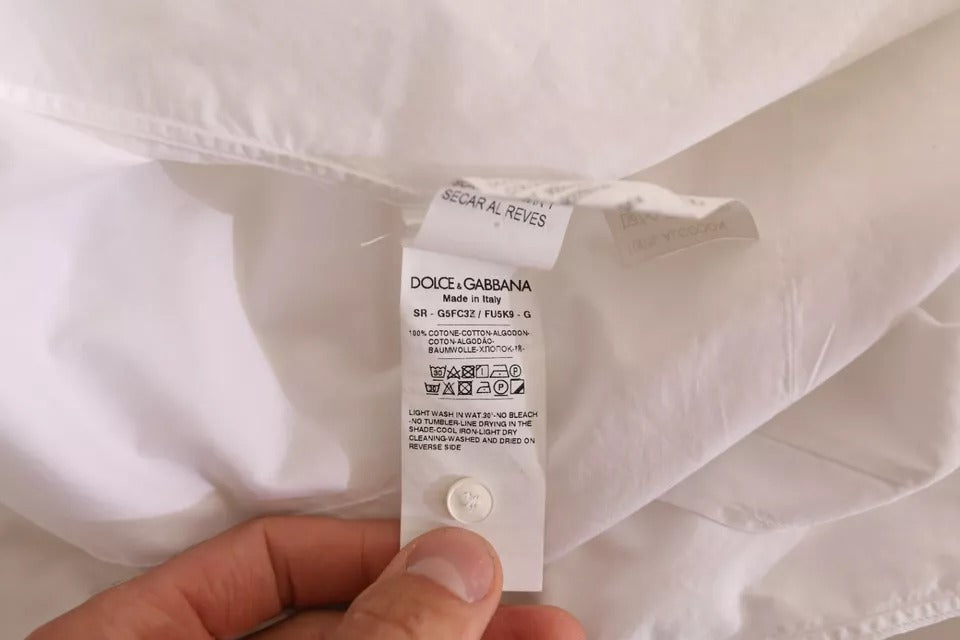 SECAR AL REVES
DOLCE & GABBANA
Made in Italy
SR - G5FC3Z / FU5K9 - G
100% COTONE-COTTON-ALGODON-
COTON-ALGODÃO-
BAUMWOLLE-ХЛОПОК-棉-
LIGHT WASH IN WAT.30°-NO BLEACH
-NO TUMBLER-LINE DRYING IN THE
SHADE-COOL IRON-LIGHT DRY
CLEANING-WASHED AND DRIED ON
REVERSE SIDE